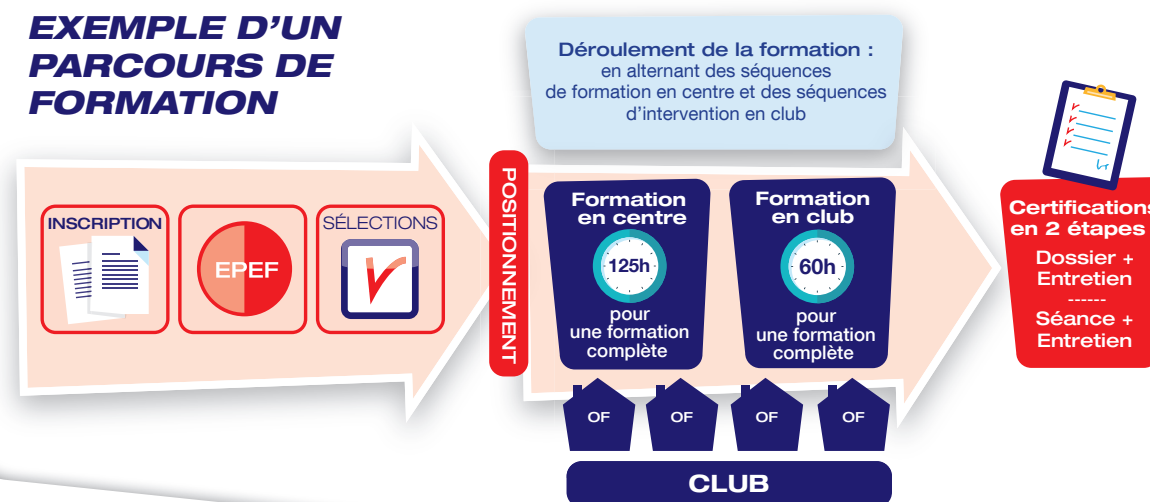 EXEMPLE D'UN
PARCOURS DE
FORMATION
Déroulement de la formation :
en alternant des séquences
de formation en centre et des séquences
d'intervention en club
INSCRIPTION
EPEF
SÉLECTIONS
POSITIONNEMENT
Formation
en centre
125h
pour
une formation
complète
Formation
en club
60h
pour
une formation
complète
OF
OF
OF
OF
CLUB
Certifications
en 2 étapes
Dossier +
Entretien
------
Séance +
Entretien